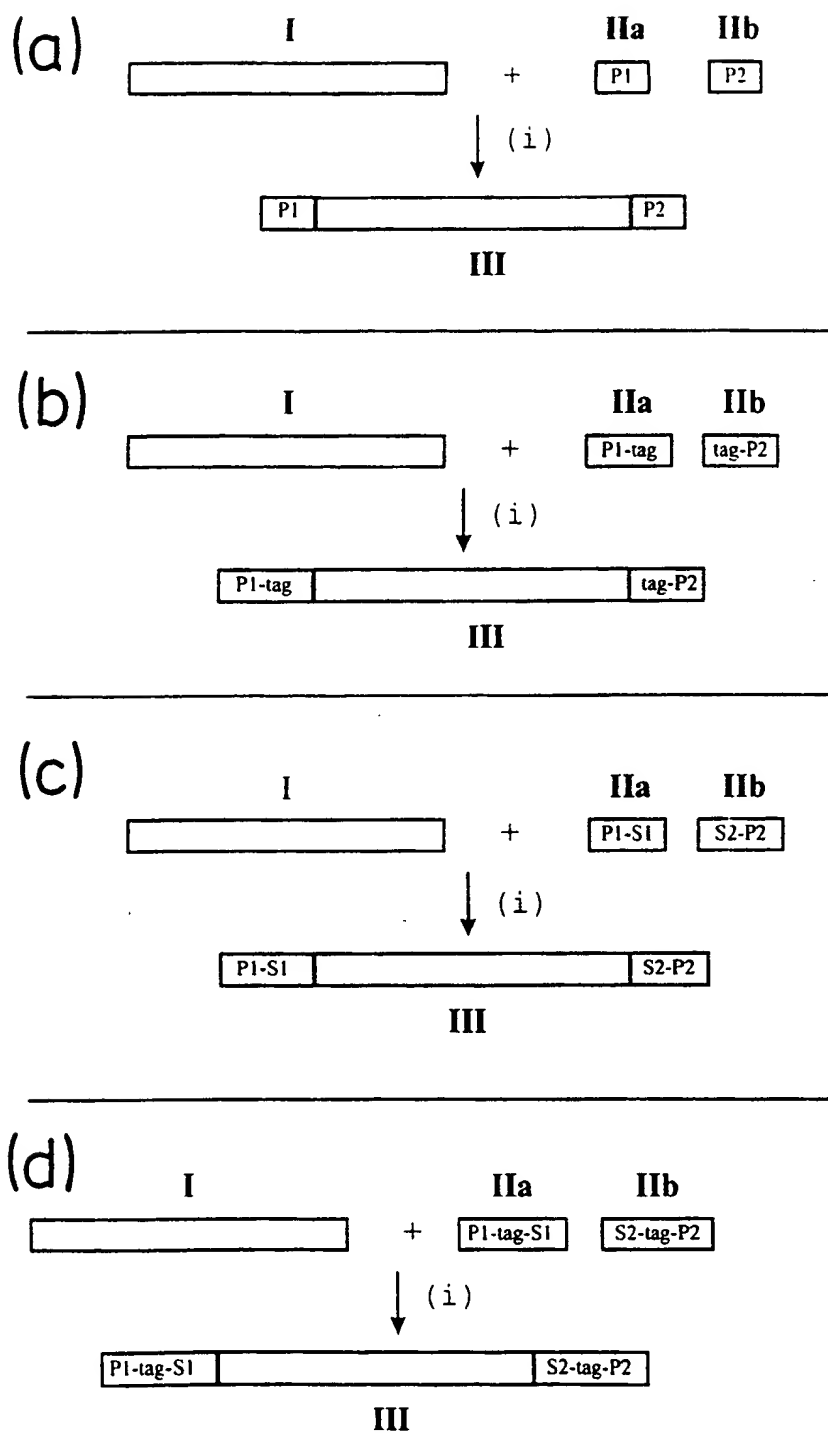 (a)
I IIa IIb
+ P1 P2
(i)
P1 P2
III
(b)
I IIa IIb
+ P1-tag tag-P2
(i)
P1-tag tag-P2
III
(c)
I IIa IIb
+ P1-S1 S2-P2
(i)
P1-S1 S2-P2
III
(d)
I IIa IIb
+ P1-tag-S1 S2-tag-P2
(i)
P1-tag-S1 S2-tag-P2
III